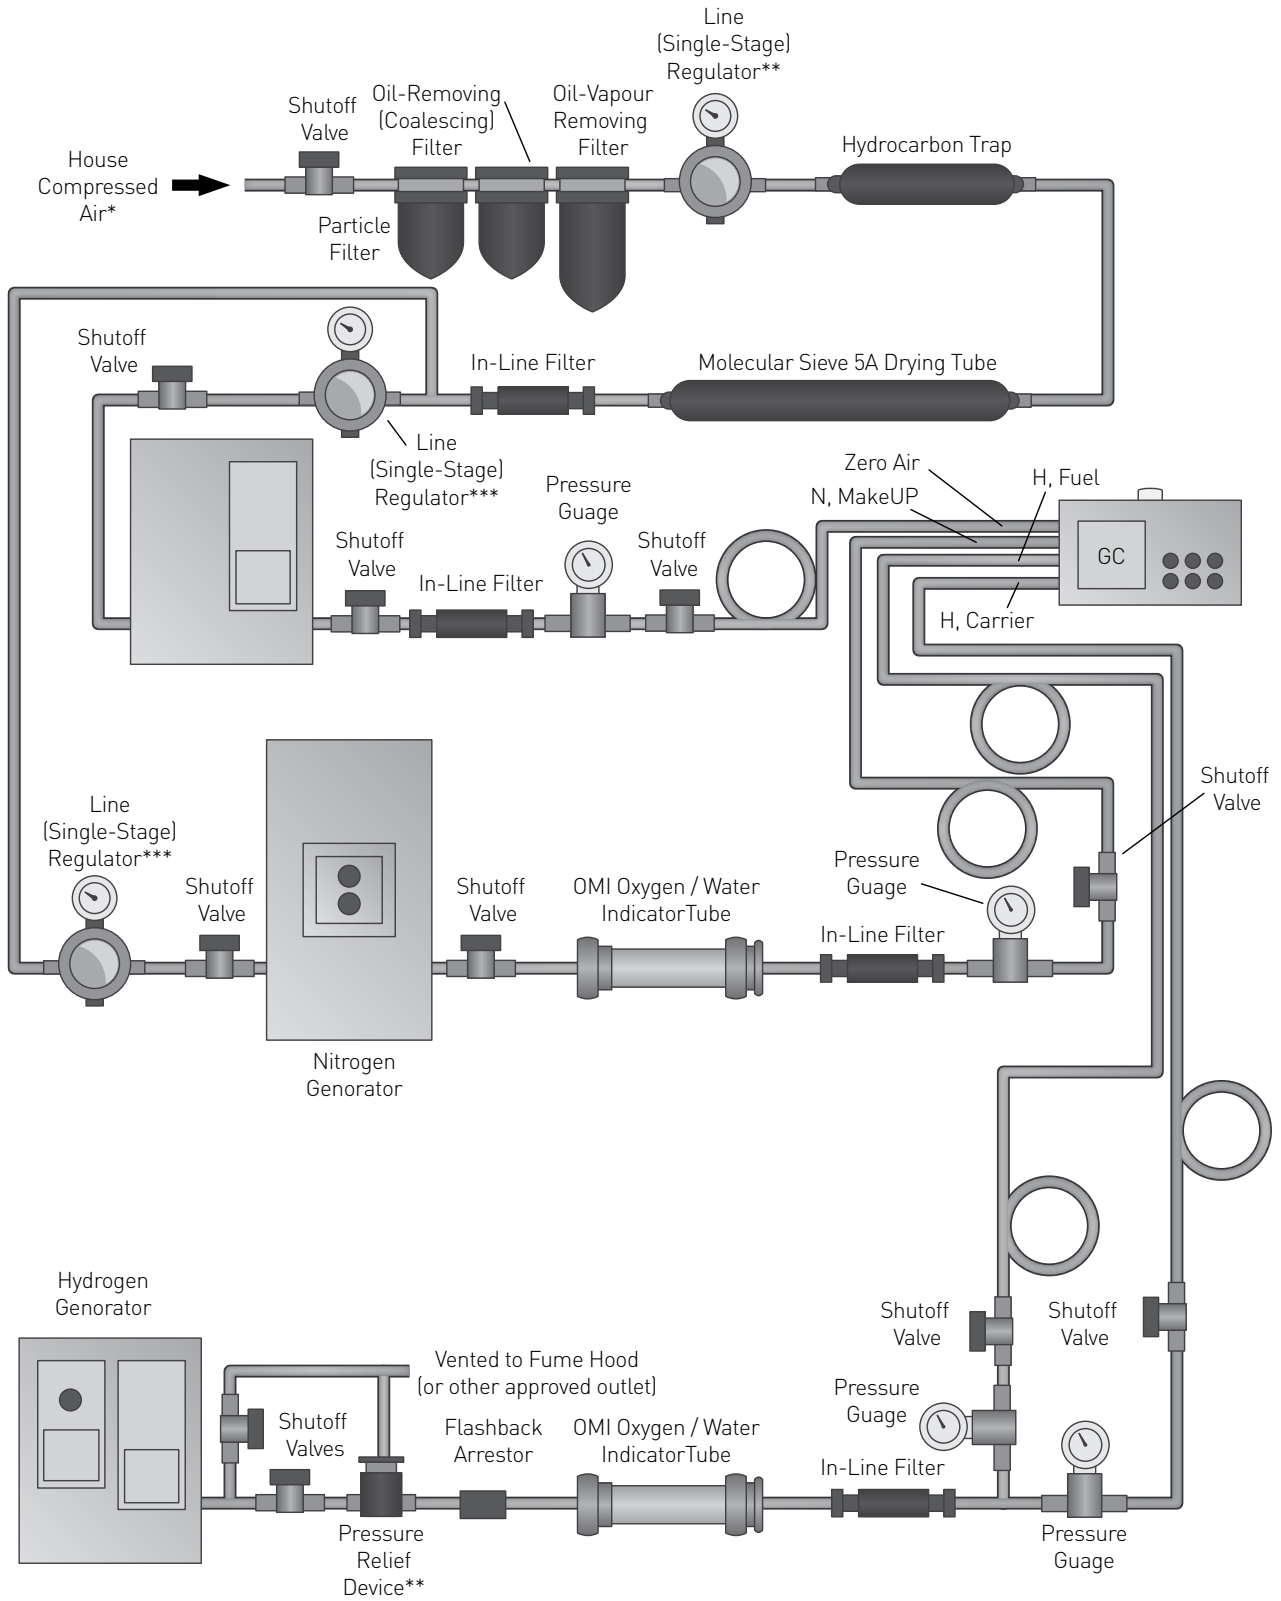 Line
(Single-Stage)
Regulator**
Shutoff
Valve
Oil-Removing
(Coalescing)
Filter
Oil-Vapour
Removing
Filter
Hydrocarbon Trap
House
Compressed
Air*
Particle
Filter
Shutoff
Valve
In-Line Filter
Molecular Sieve 5A Drying Tube
Line
(Single-Stage)
Regulator***
Zero Air
N, MakeUP
H, Fuel
GC
H, Carrier
Shutoff
Valve
In-Line Filter
Pressure
Guage
Shutoff
Valve
Shutoff
Valve
Line
(Single-Stage)
Regulator***
Shutoff
Valve
Shutoff
Valve
OMI Oxygen / Water
IndicatorTube
Pressure
Guage
In-Line Filter
Nitrogen
Genorator
Hydrogen
Genorator
Shutoff
Valve
Shutoff
Valve
Vented to Fume Hood
(or other approved outlet)
Pressure
Guage
Shutoff
Valves
Flashback
Arrestor
OMI Oxygen / Water
IndicatorTube
In-Line Filter
Pressure
Relief
Device**
Pressure
Guage